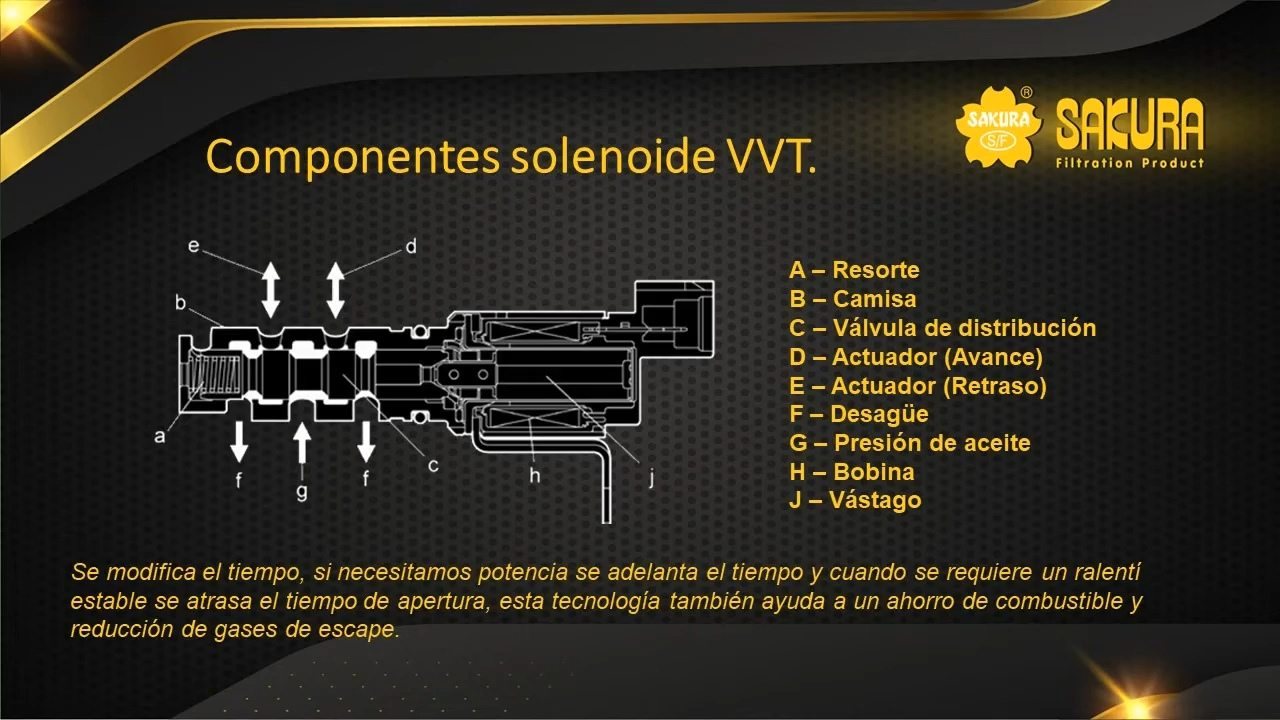 SAKURA
S/F
®
SAKURA
Filtration Product
Componentes solenoide VVT.
e
d
b
a
c
f
g
f
h
j
A – Resorte
B – Camisa
C – Válvula de distribución
D – Actuador (Avance)
E – Actuador (Retraso)
F – Desagüe
G – Presión de aceite
H – Bobina
J – Vástago
Se modifica el tiempo, si necesitamos potencia se adelanta el tiempo y cuando se requiere un ralentí
estable se atrasa el tiempo de apertura, esta tecnología también ayuda a un ahorro de combustible y
reducción de gases de escape.